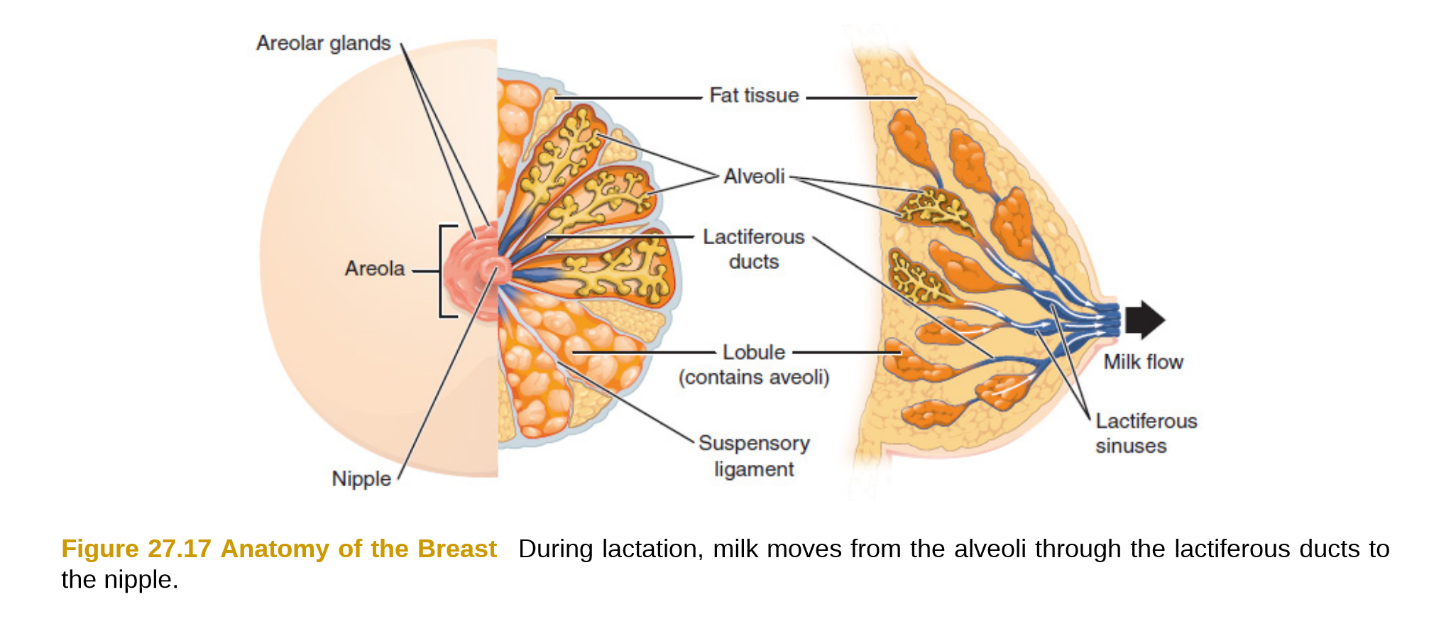 Areolar glands
Fat tissue
Alveoli
Lactiferous
ducts
Areola
Lobule
(contains aveoli)
Milk flow
Lactiferous
sinuses
Suspensory
ligament
Nipple
Figure 27.17 Anatomy of the Breast During lactation, milk moves from the alveoli through the lactiferous ducts to
the nipple.